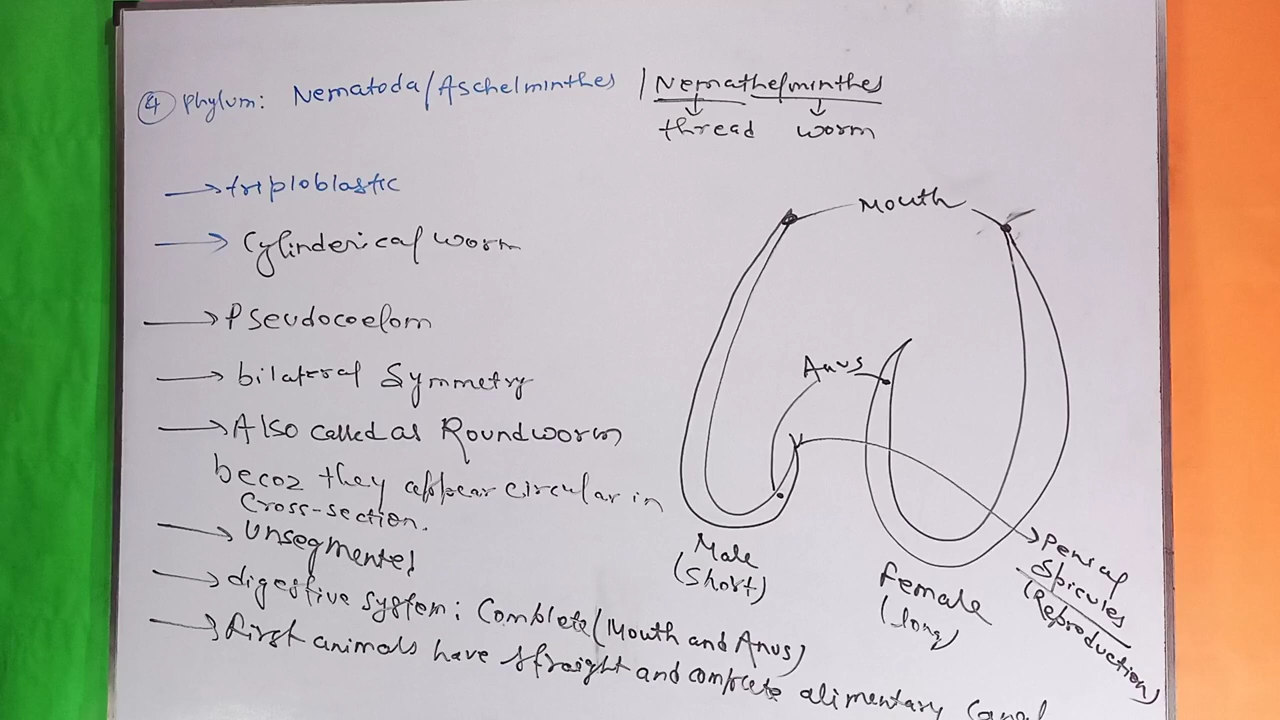 ④ Phylum: Nematoda/Aschelminthes / Nemathelminthes
thread worm
→ triploblastic
→ Cylinderical worm
→ Pseudocoelom
→ bilateral Symmetry
→ Also called as Roundworm
becoz they appear circular in
Cross-section.
→ Unsegmented
→ digestive system: Complete (Mouth and Anus)
→ first animals have straight and complete alimentary Canal
Mouth
Anus
Male
(Short)
female
(long)
Penial
Spicules
(Reproduction)